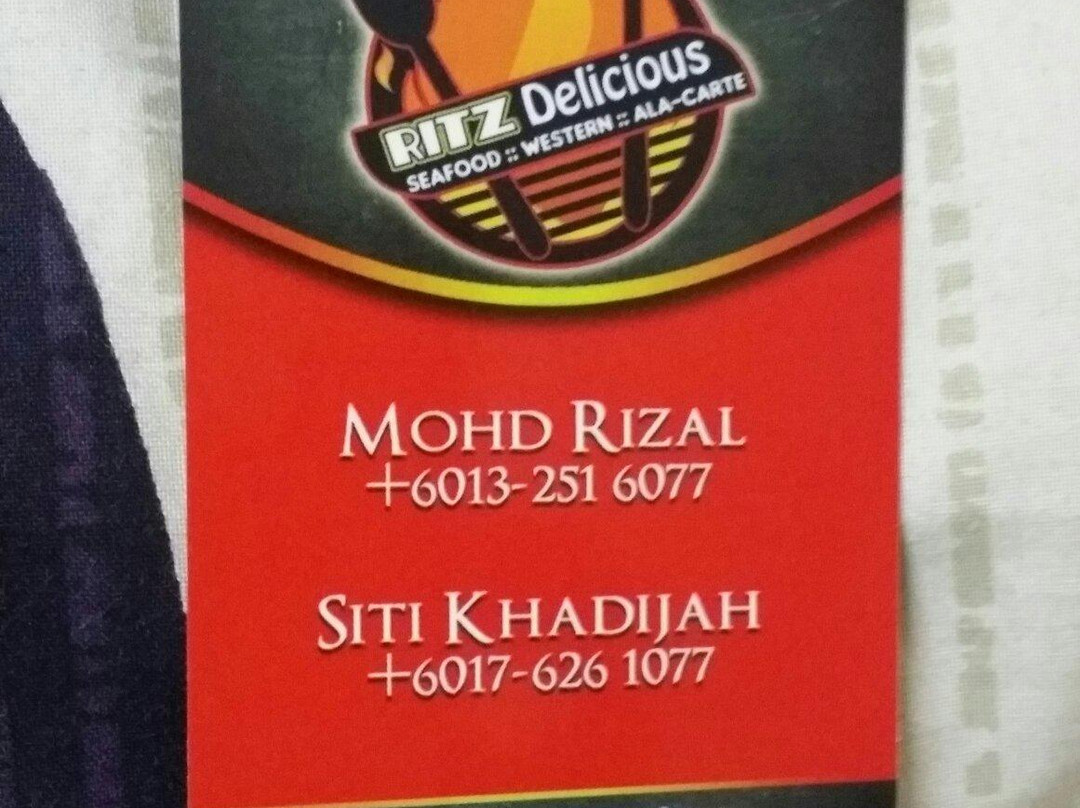 RITZ Delicious
SEAFOOD :: WESTERN :: ALA-CARTE
MOHD RIZAL
+6013-251 6077
SITI KHADIJAH
+6017-626 1077